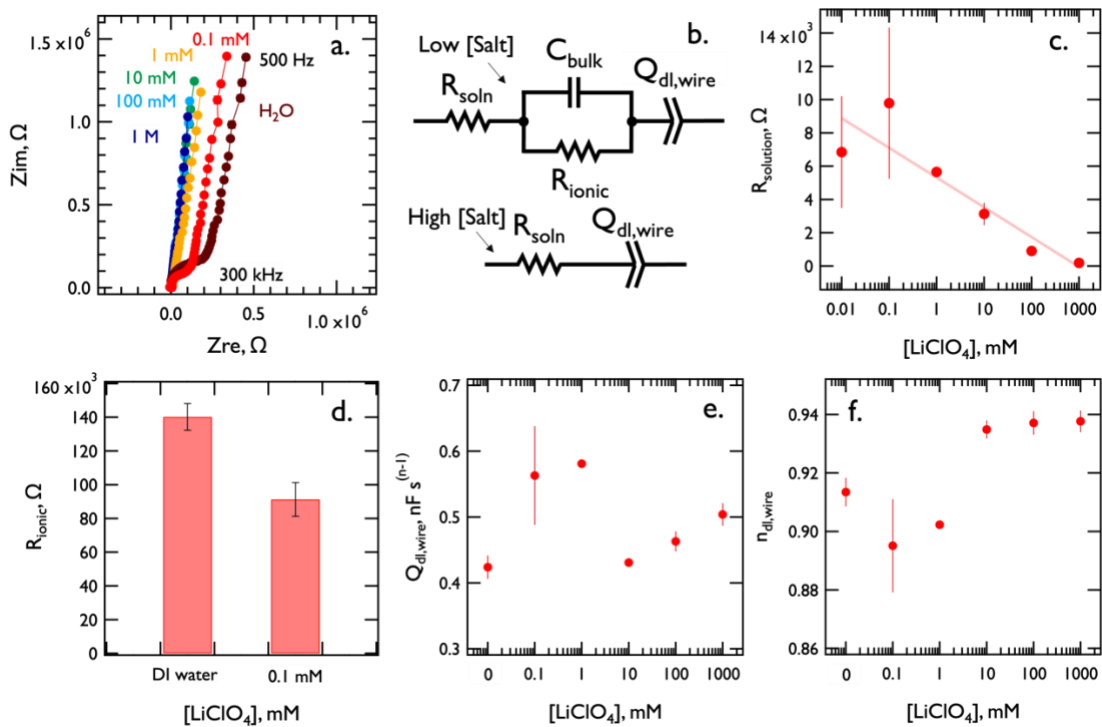 a.
1.5 x10⁶
1.0
0.5
0.0
Zim, Ω
0.0
0.5
1.0 x10⁶
Zre, Ω
0.1 mM
1 mM
10 mM
100 mM
1 M
500 Hz
H₂O
300 kHz
b.
Low [Salt]
C_bulk
Q_dl,wire
R_soln
R_ionic
High [Salt]
R_soln
Q_dl,wire
c.
14 x10³
12
10
8
6
4
2
0
R_solution, Ω
0.01
0.1
1
10
100
1000
[LiClO₄], mM
d.
160 x10³
140
120
100
80
60
40
20
0
R_ionic, Ω
DI water
0.1 mM
[LiClO₄], mM
e.
0.7
0.6
0.5
0.4
0.3
Q_dl,wire, nF s⁽ⁿ⁻¹⁾
0
0.1
1
10
100
1000
[LiClO₄], mM
f.
0.94
0.92
0.90
0.88
0.86
n_dl,wire
0
0.1
1
10
100
1000
[LiClO₄], mM